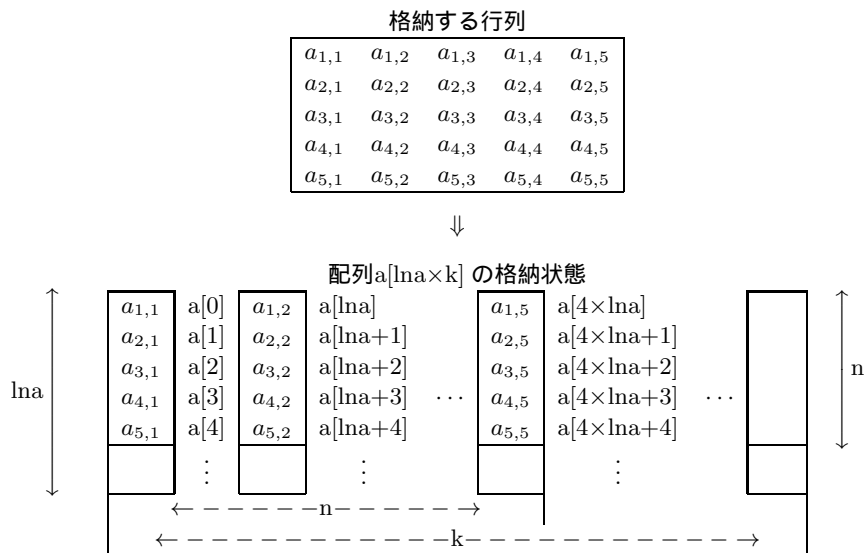 格納する行列
a1,1 a1,2 a1,3 a1,4 a1,5
a2,1 a2,2 a2,3 a2,4 a2,5
a3,1 a3,2 a3,3 a3,4 a3,5
a4,1 a4,2 a4,3 a4,4 a4,5
a5,1 a5,2 a5,3 a5,4 a5,5
⇓
配列a[lna×k] の格納状態
a1,1 a[0] a1,2 a[lna] a1,5 a[4×lna]
a2,1 a[1] a2,2 a[lna+1] a2,5 a[4×lna+1]
a3,1 a[2] a3,2 a[lna+2] a3,5 a[4×lna+2] n
lna a4,1 a[3] a4,2 a[lna+3] ⋯ a4,5 a[4×lna+3] ⋯
a5,1 a[4] a5,2 a[lna+4] a5,5 a[4×lna+4]
⋮ ⋮ ⋮
n
k